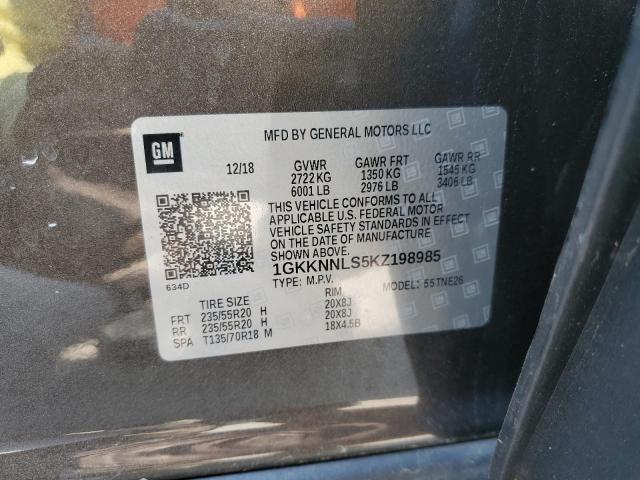 GM
MFD BY GENERAL MOTORS LLC
12/18 GVWR GAWR FRT GAWR RR
2722 KG 1350 KG 1545 KG
6001 LB 2976 LB 3406 LB
THIS VEHICLE CONFORMS TO ALL
APPLICABLE U.S. FEDERAL MOTOR
VEHICLE SAFETY STANDARDS IN EFFECT
ON THE DATE OF MANUFACTURE
SHOWN ABOVE.
1GKKNNLS5KZ198985
634D
TYPE: M.P.V. MODEL: 55TNE26
TIRE SIZE RIM
FRT 235/55R20 H 20X8J
RR 235/55R20 H 20X8J
SPA T135/70R18 M 18X4.5B